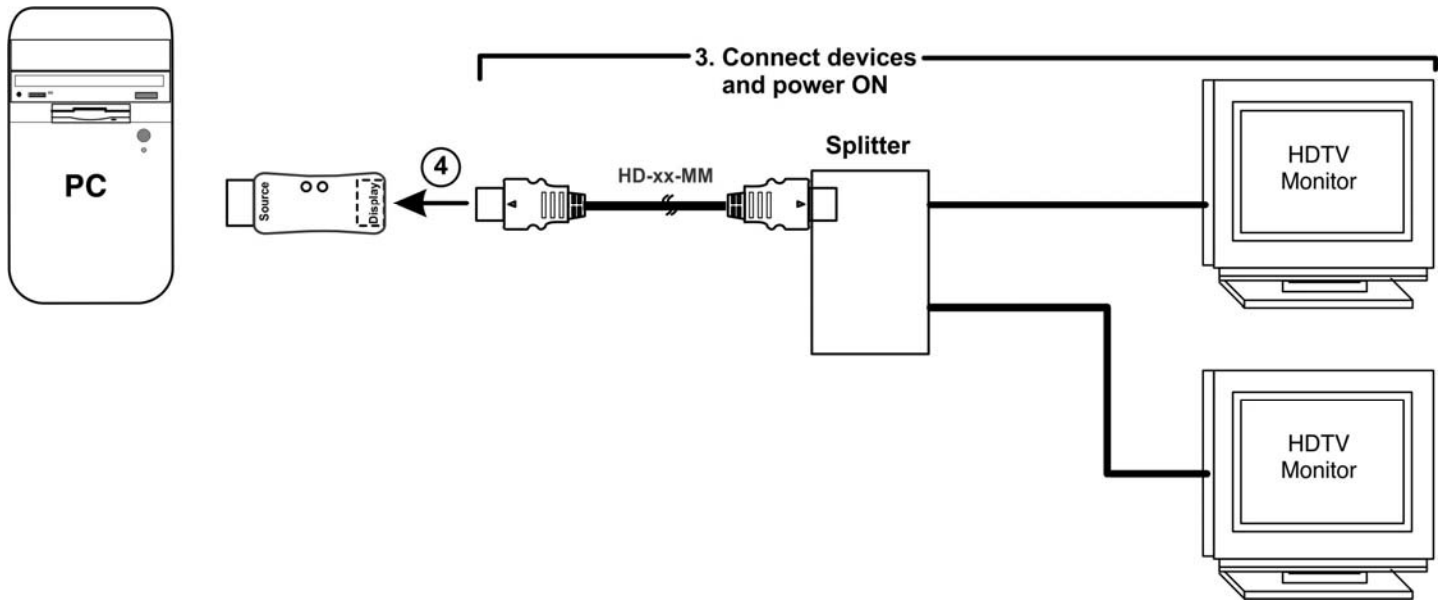 3. Connect devices
and power ON
PC
Source
Display
4
HD-xx-MM
Splitter
HDTV
Monitor
HDTV
Monitor